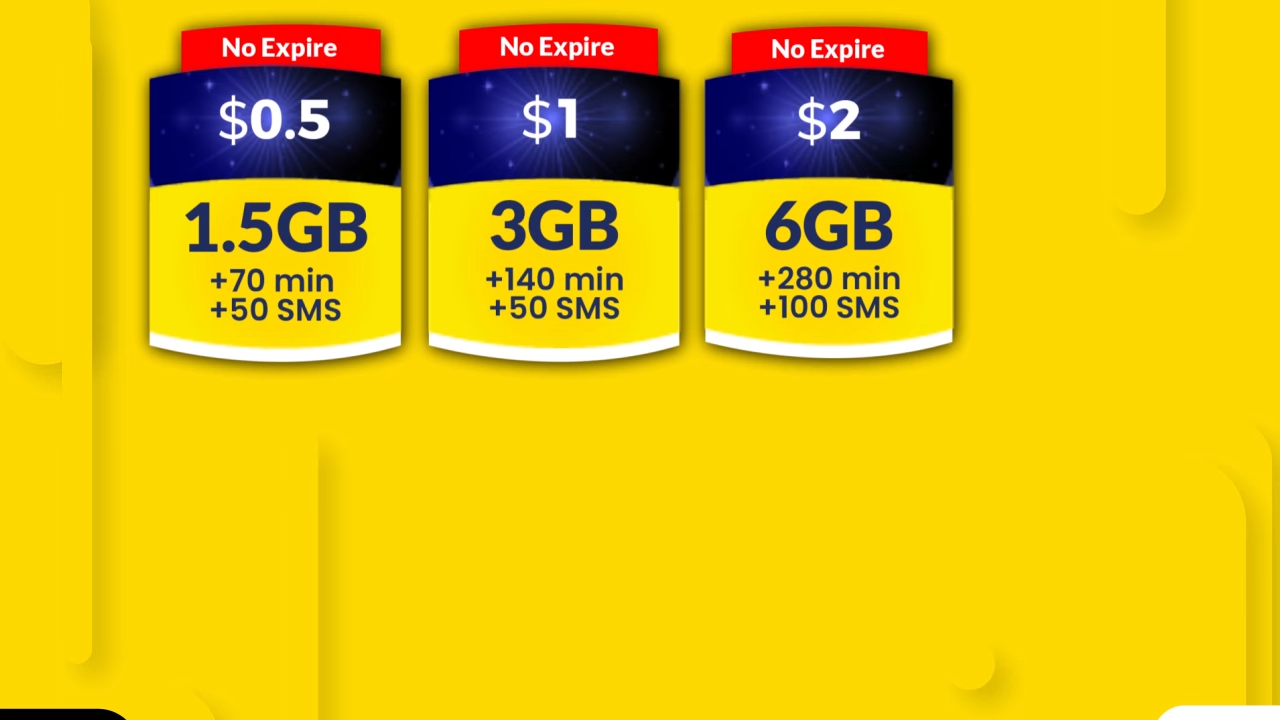 No Expire
$0.5
1.5GB
+70 min
+50 SMS
No Expire
$1
3GB
+140 min
+50 SMS
No Expire
$2
6GB
+280 min
+100 SMS